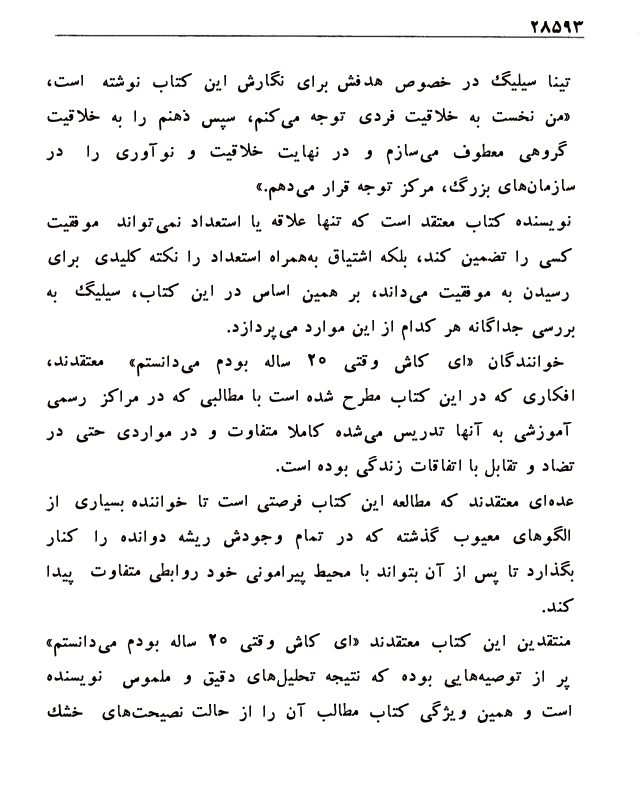 ۲۸۵۹۳
تینا سیلیگ در خصوص هدفش برای نگارش این کتاب نوشته است،
«من نخست به خلاقیت فردی توجه می‌کنم، سپس ذهنم را به خلاقیت
گروهی معطوف می‌سازم و در نهایت خلاقیت و نوآوری را در
سازمان‌های بزرگ، مرکز توجه قرار می‌دهم.»
نویسنده کتاب معتقد است که تنها علاقه یا استعداد نمی‌تواند موفقیت
کسی را تضمین کند، بلکه اشتیاق به‌همراه استعداد را نکته کلیدی برای
رسیدن به موفقیت می‌داند، بر همین اساس در این کتاب، سیلیگ به
بررسی جداگانه هر کدام از این موارد می‌پردازد.
خوانندگان «ای کاش وقتی ۲۵ ساله بودم می‌دانستم» معتقدند،
افکاری که در این کتاب مطرح شده است با مطالبی که در مراکز رسمی
آموزشی به آنها تدریس می‌شده کاملا متفاوت و در مواردی حتی در
تضاد و تقابل با اتفاقات زندگی بوده است.
عده‌ای معتقدند که مطالعه این کتاب فرصتی است تا خواننده بسیاری از
الگوهای معیوب گذشته که در تمام وجودش ریشه دوانده را کنار
بگذارد تا پس از آن بتواند با محیط پیرامونی خود روابطی متفاوت پیدا
کند.
منتقدین این کتاب معتقدند «ای کاش وقتی ۲۵ ساله بودم می‌دانستم»
پر از توصیه‌هایی بوده که نتیجه تحلیل‌های دقیق و ملموس نویسنده
است و همین ویژگی کتاب مطالب آن را از حالت نصیحت‌های خشک